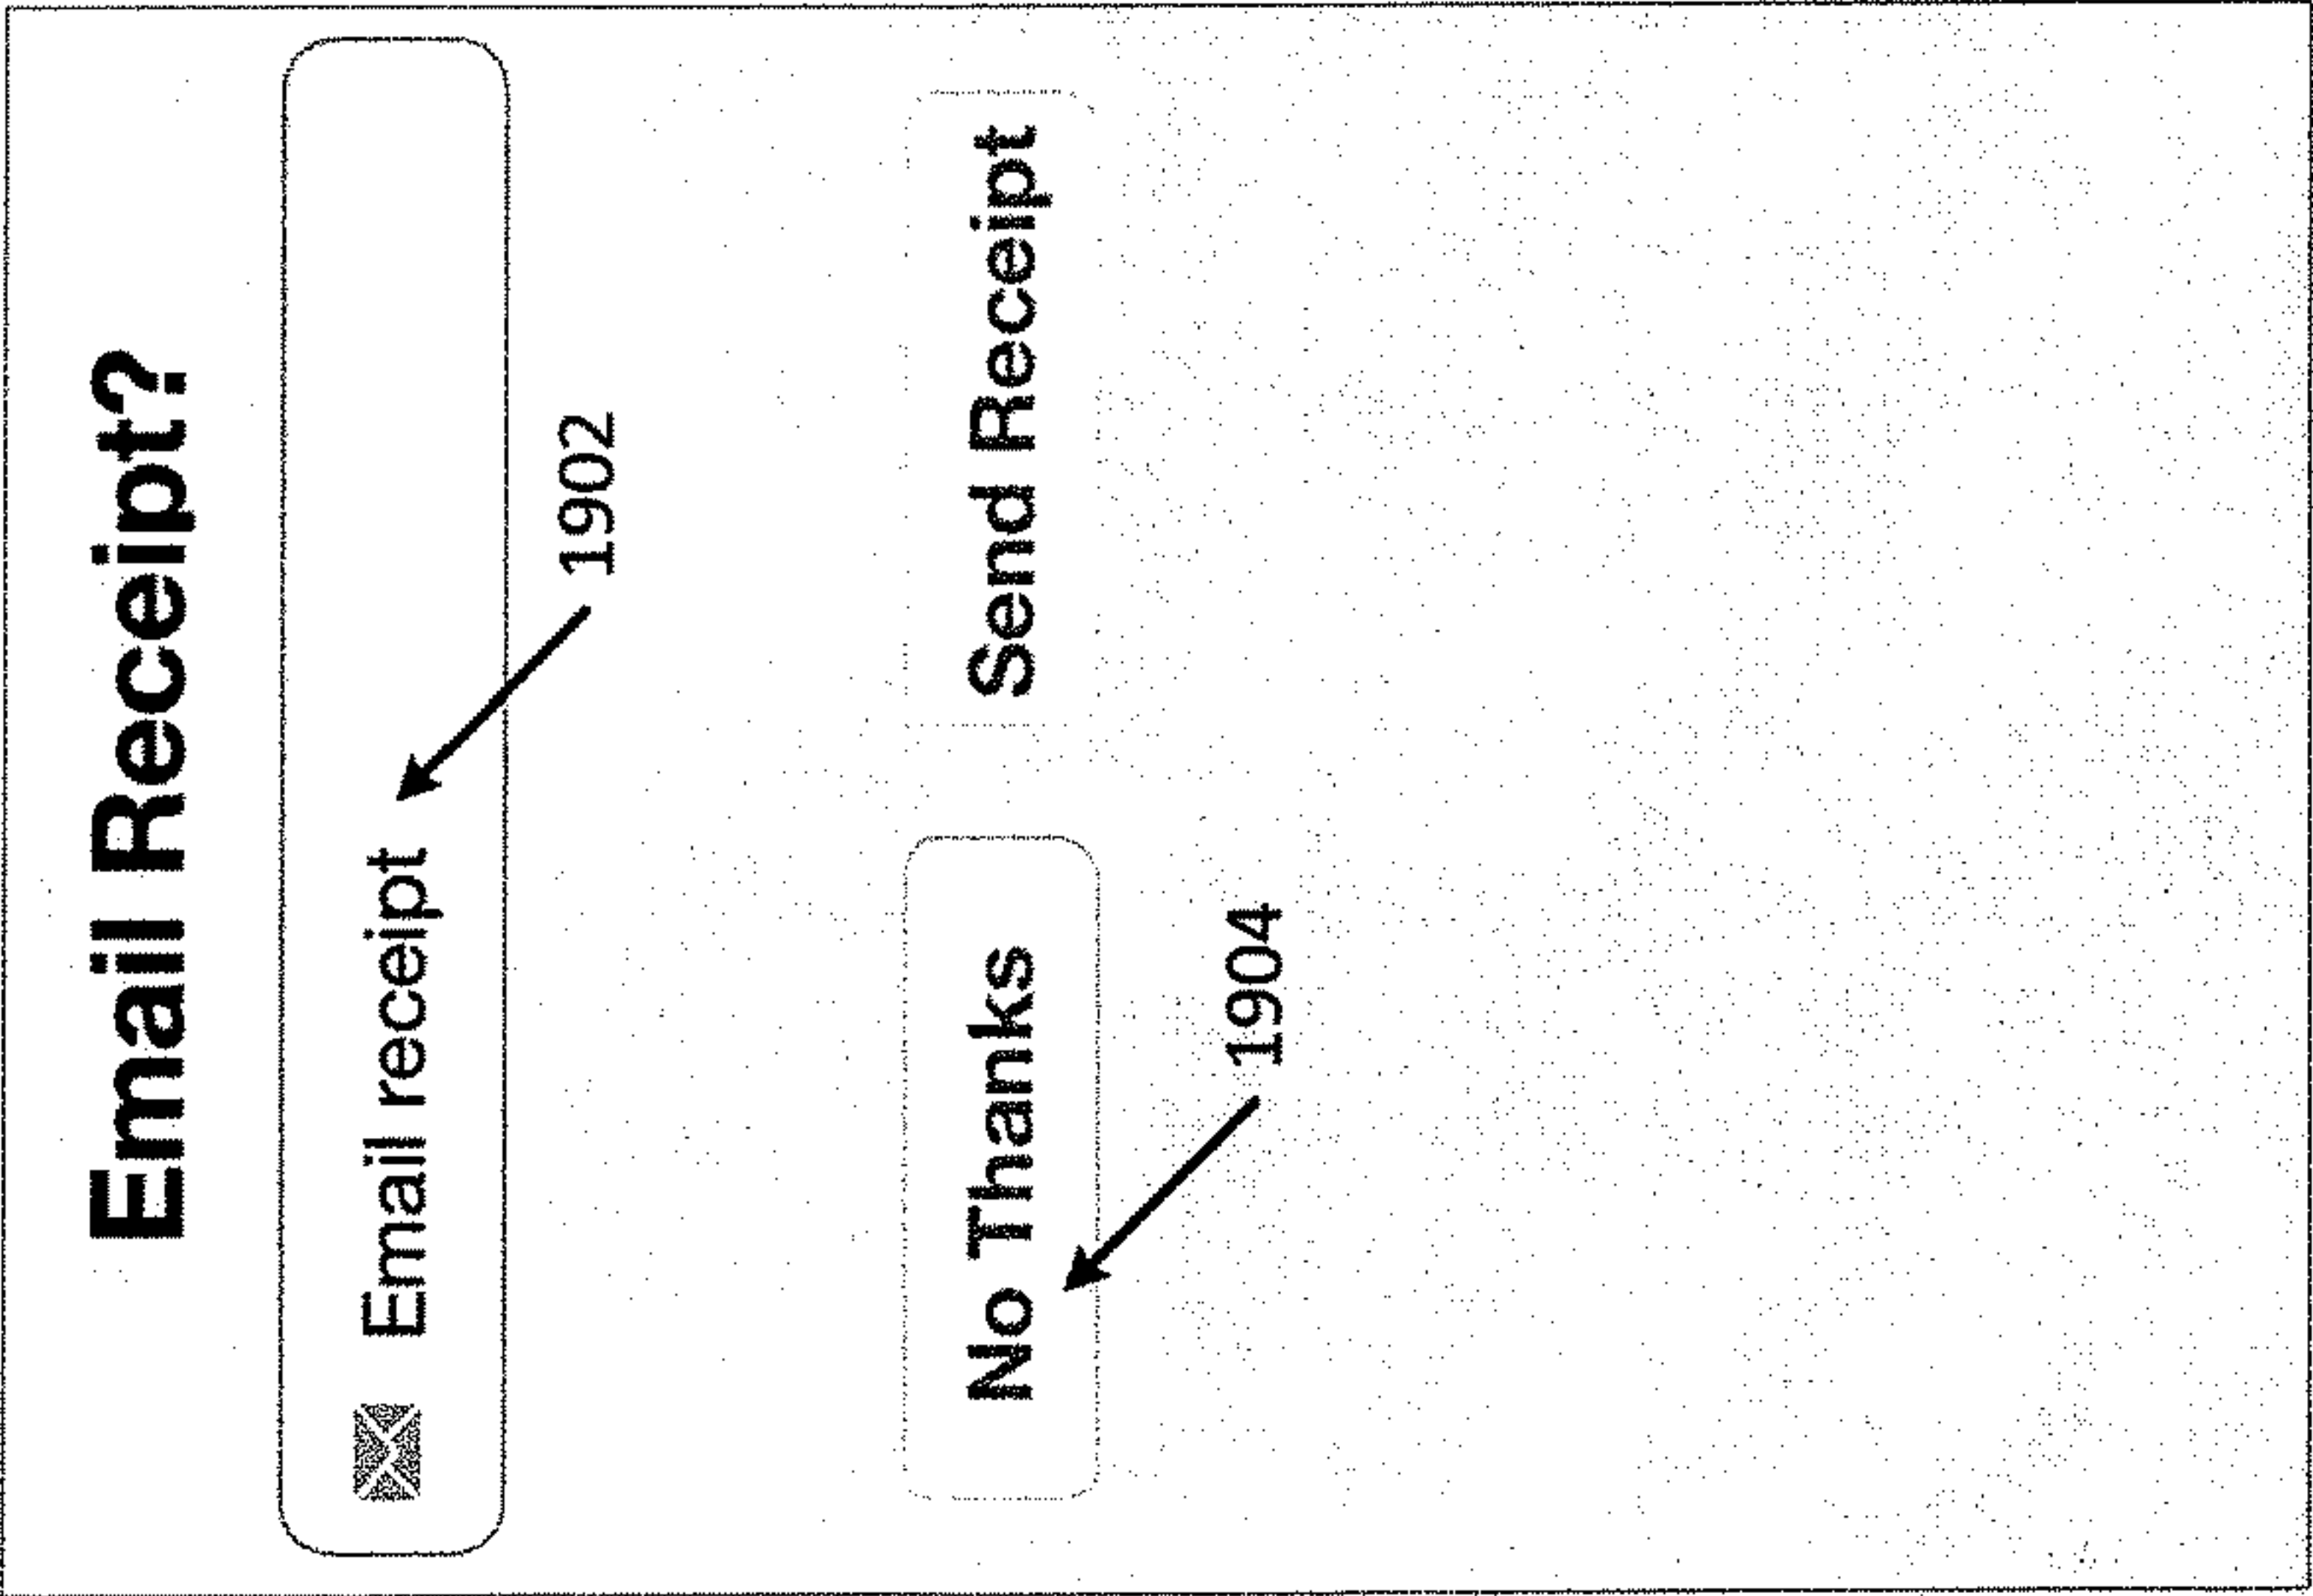 Email Receipt?
Email receipt
1902
No Thanks Send Receipt
1904